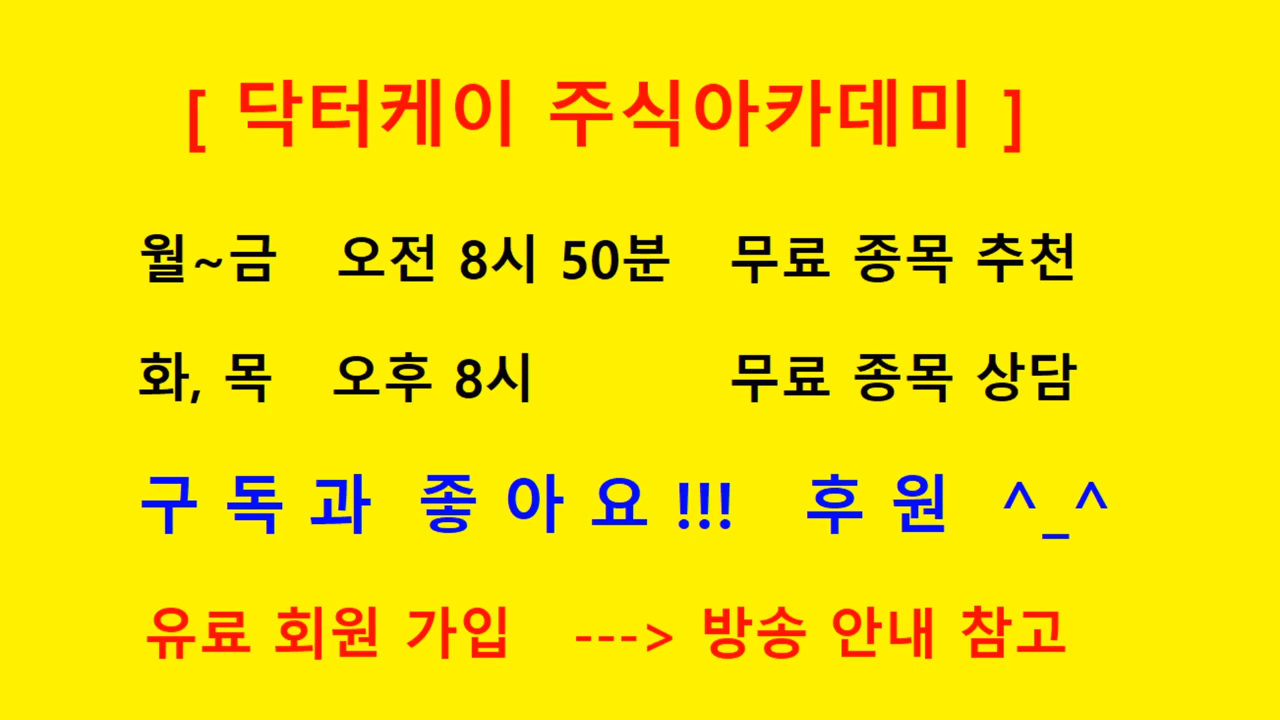 [ 닥터케이 주식아카데미 ]
월~금 오전 8시 50분 무료 종목 추천
화, 목 오후 8시 무료 종목 상담
구 독 과 좋 아 요 !!! 후 원 ^_^
유료 회원 가입 ---> 방송 안내 참고